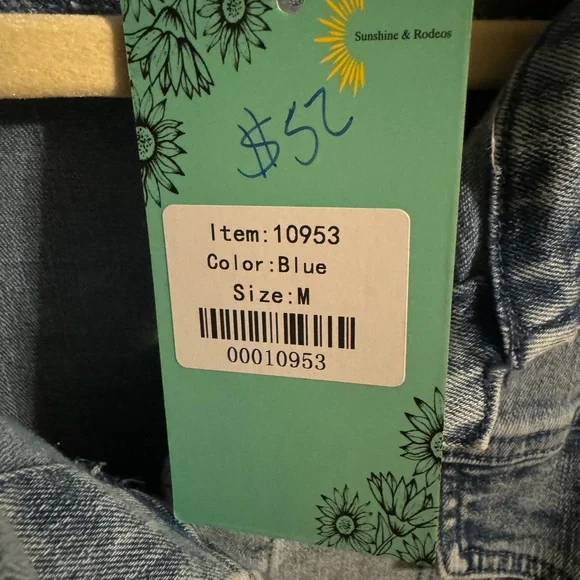 Sunshine & Rodeos
$52
Item:10953
Color:Blue
Size:M
00010953